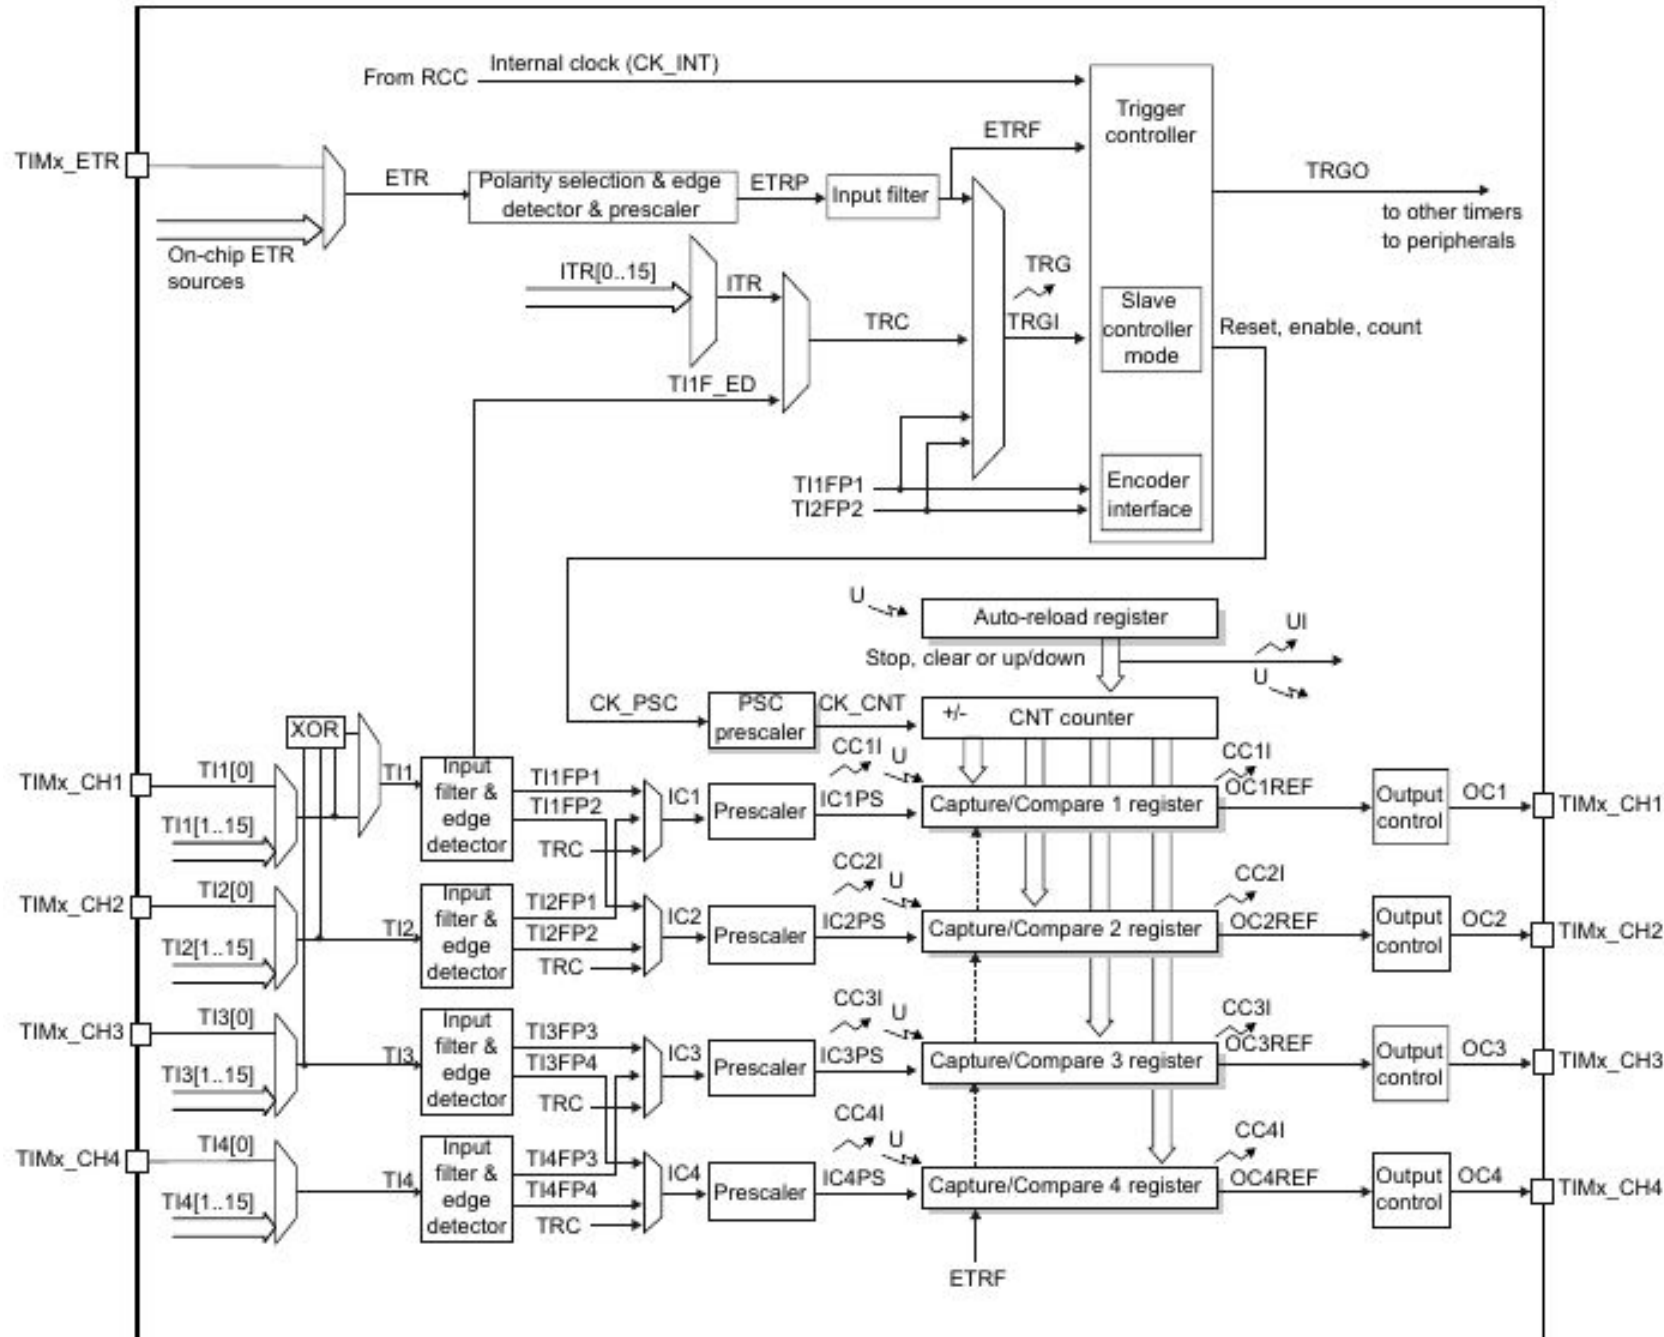 Internal clock (CK_INT)
From RCC
Trigger
controller
ETRF
TIMx_ETR
ETR
Polarity selection & edge
detector & prescaler
ETRP
Input filter
TRGO
to other timers
to peripherals
On-chip ETR
sources
ITR[0..15]
ITR
TRC
TRG
TRGI
Slave
controller
mode
Reset, enable, count
TI1F_ED
TI1FP1
TI2FP2
Encoder
interface
U
Auto-reload register
UI
Stop, clear or up/down
U
CK_PSC
PSC
prescaler
CK_CNT
+/-
CNT counter
XOR
TIMx_CH1
TI1[0]
TI1[1..15]
TI1
Input
filter &
edge
detector
TI1FP1
TI1FP2
TRC
IC1
Prescaler
CC1I
U
IC1PS
Capture/Compare 1 register
CC1I
OC1REF
Output
control
OC1
TIMx_CH1
TIMx_CH2
TI2[0]
TI2[1..15]
TI2
Input
filter &
edge
detector
TI2FP1
TI2FP2
TRC
IC2
Prescaler
CC2I
U
IC2PS
Capture/Compare 2 register
CC2I
OC2REF
Output
control
OC2
TIMx_CH2
TIMx_CH3
TI3[0]
TI3[1..15]
TI3
Input
filter &
edge
detector
TI3FP3
TI3FP4
TRC
IC3
Prescaler
CC3I
U
IC3PS
Capture/Compare 3 register
CC3I
OC3REF
Output
control
OC3
TIMx_CH3
TIMx_CH4
TI4[0]
TI4[1..15]
TI4
Input
filter &
edge
detector
TI4FP3
TI4FP4
TRC
IC4
Prescaler
CC4I
U
IC4PS
Capture/Compare 4 register
CC4I
OC4REF
Output
control
OC4
TIMx_CH4
ETRF